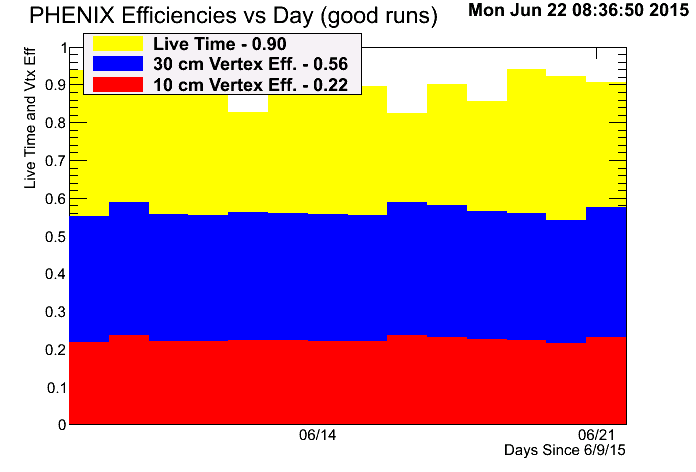 PHENIX Efficiencies vs Day (good runs)
Mon Jun 22 08:36:50 2015
Live Time and Vtx Eff
Live Time - 0.90
30 cm Vertex Eff. - 0.56
10 cm Vertex Eff. - 0.22
1
0.9
0.8
0.7
0.6
0.5
0.4
0.3
0.2
0.1
0
06/14
06/21
Days Since 6/9/15